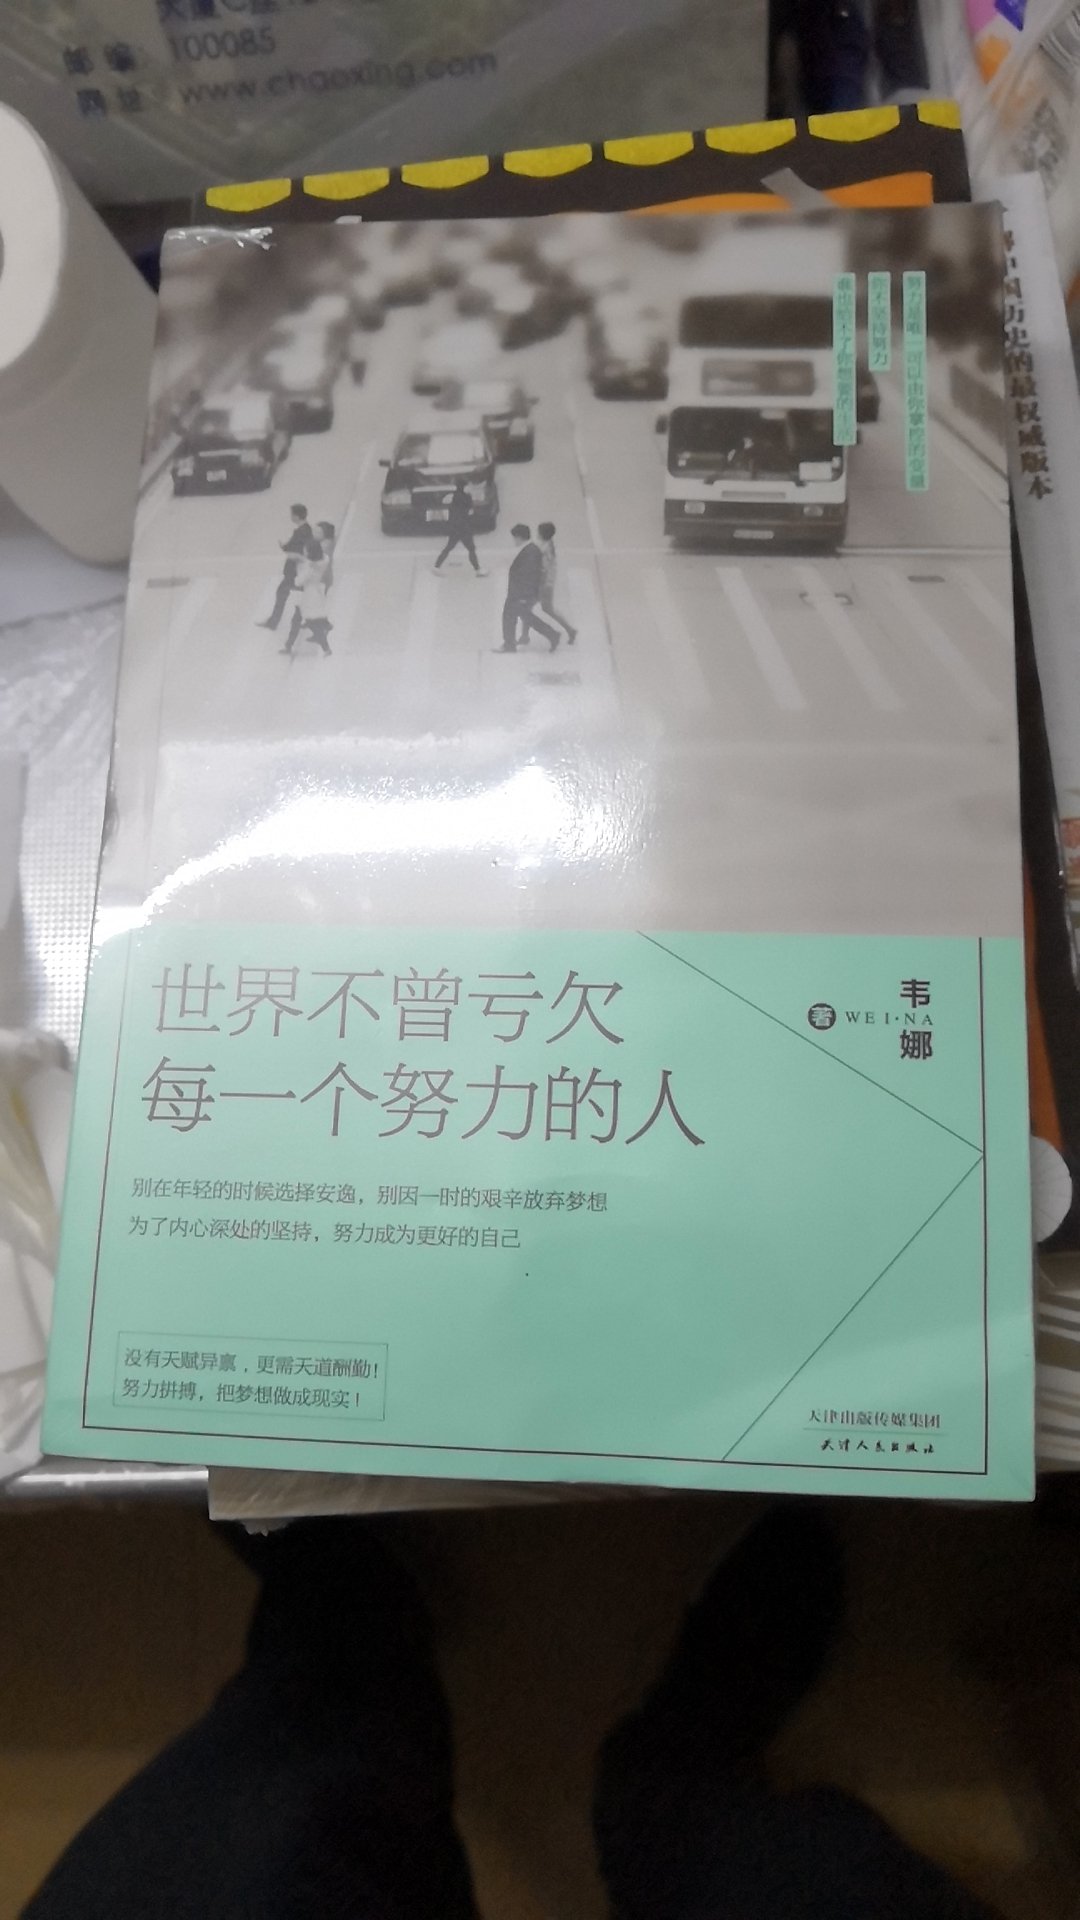 邮编 100085
网址 www.chaoxing.com
中国历史的最权威版本
努力是唯一可以由你掌控的变量
你不坚持努力
谁也给不了你想要的生活
世界不曾亏欠
每一个努力的人
韦娜
著
WEI·NA
别在年轻的时候选择安逸，别因一时的艰辛放弃梦想
为了内心深处的坚持，努力成为更好的自己
没有天赋异禀，更需天道酬勤！
努力拼搏，把梦想做成现实！
天津出版传媒集团
天津人民出版社